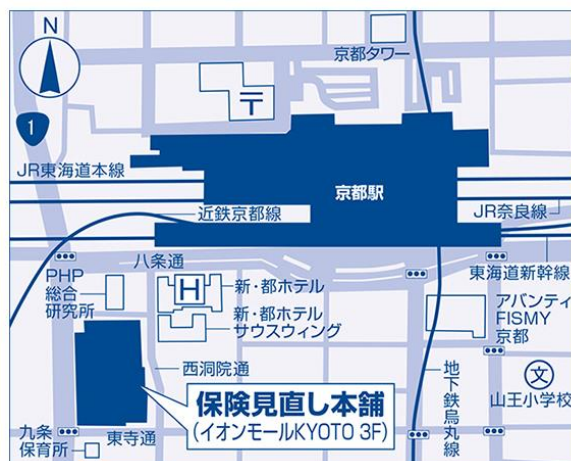 N
京都タワー
〒
1
JR東海道本線
京都駅
近鉄京都線
JR奈良線
八条通
東海道新幹線
PHP
総合
研究所
H
新・都ホテル
新・都ホテル
サウスウィング
アバンティ
FISMY
京都
西洞院通
地下鉄烏丸線
文
山王小学校
保険見直し本舗
(イオンモールKYOTO 3F)
九条
保育所
東寺通